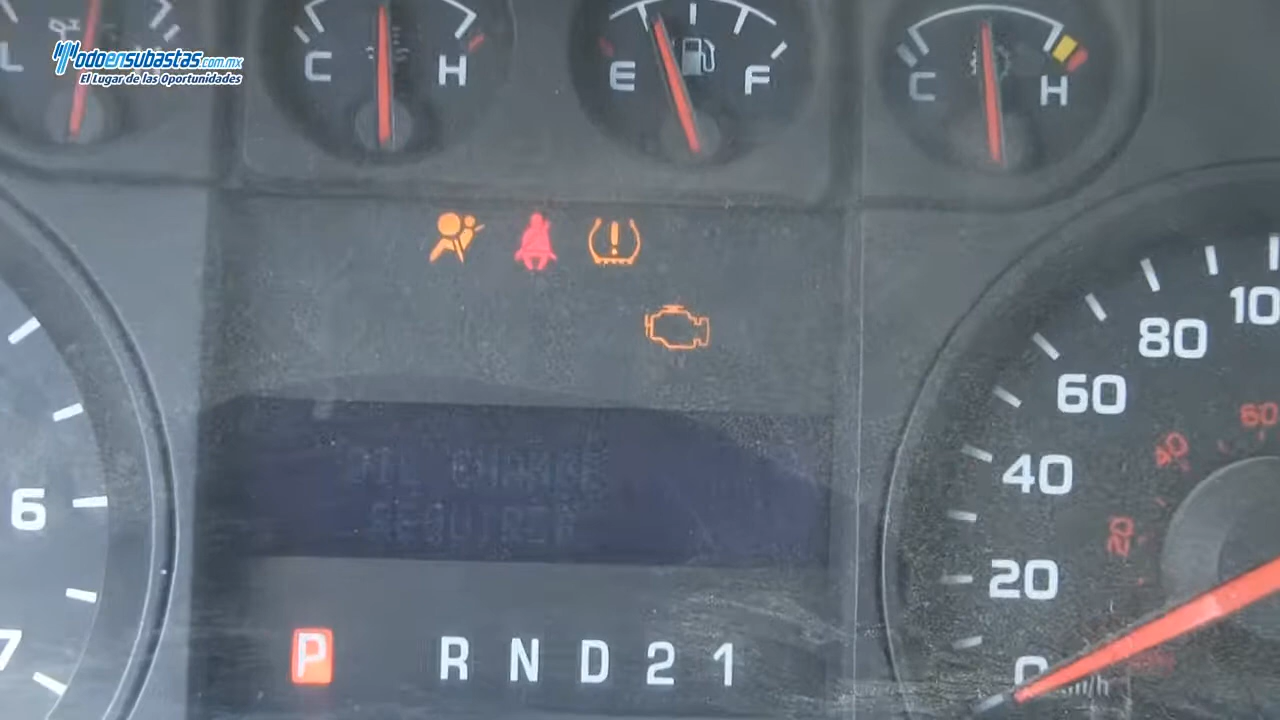 TodoenSubastas.com.mx
El Lugar de las Oportunidades
L
C H
E F
C H
6
7
OIL CHANGE
REQUIRED
P R N D 2 1
0 20 40 60 80 10
20 40 60
km/h